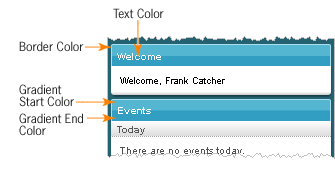 Text Color
Border Color
Welcome
Welcome, Frank Catcher
Gradient
Start Color
Events
Gradient End
Color
Today
There are no events today.